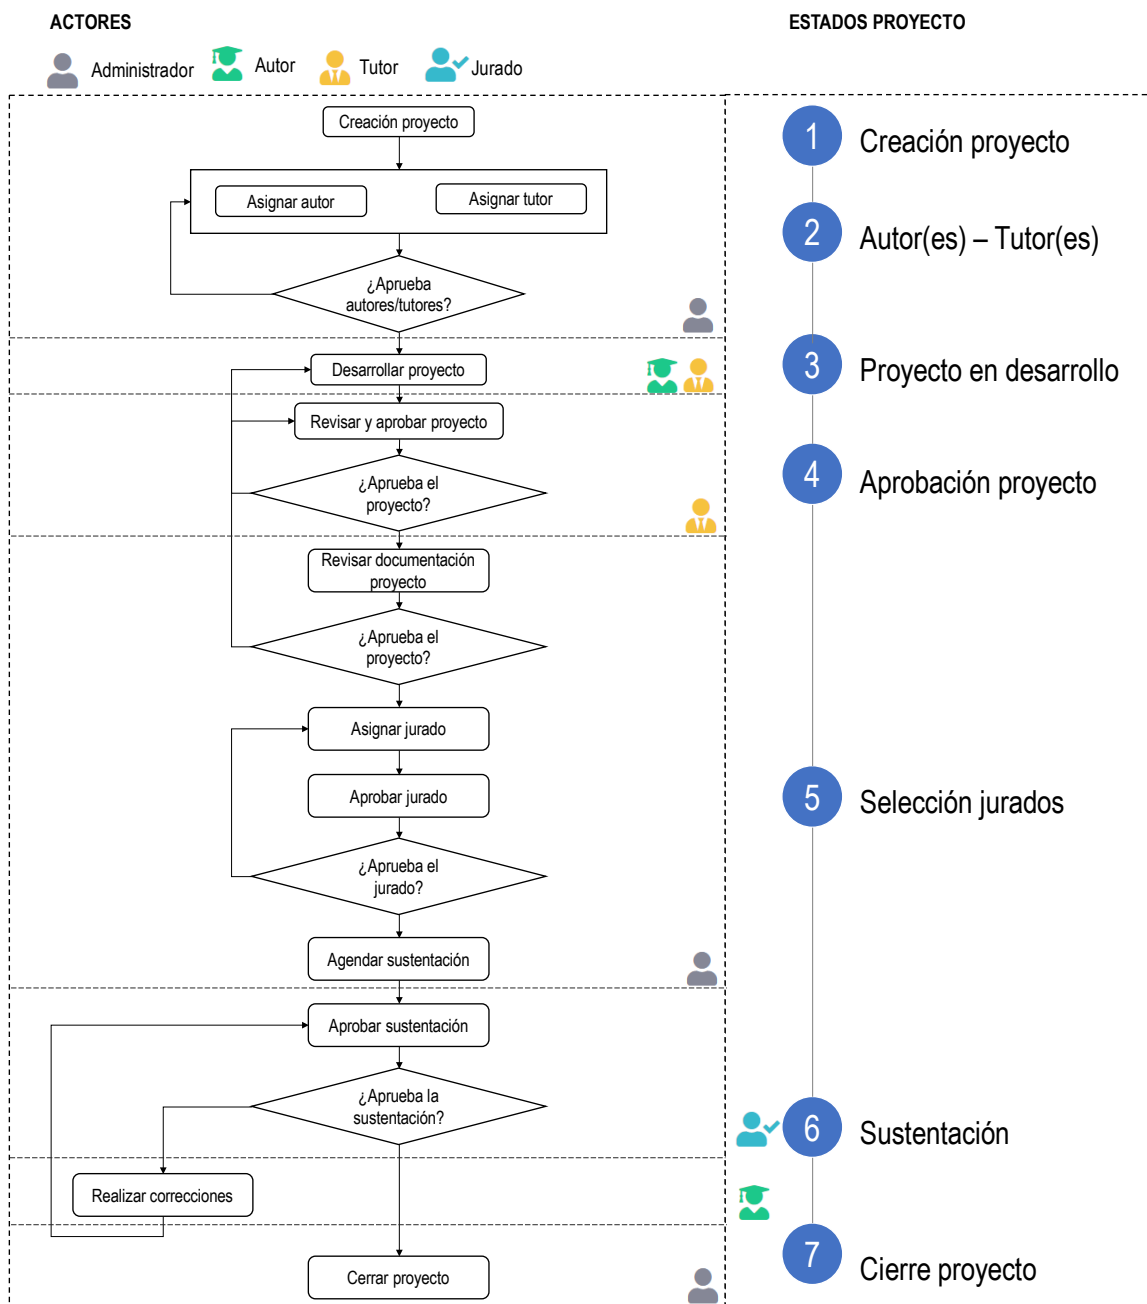 ACTORES
ESTADOS PROYECTO
Administrador
Autor
Tutor
Jurado
Creación proyecto
Asignar autor
Asignar tutor
¿Aprueba
autores/tutores?
Desarrollar proyecto
Revisar y aprobar proyecto
¿Aprueba el
proyecto?
Revisar documentación
proyecto
¿Aprueba el
proyecto?
Asignar jurado
Aprobar jurado
¿Aprueba el
jurado?
Agendar sustentación
Aprobar sustentación
¿Aprueba la
sustentación?
Realizar correcciones
Cerrar proyecto
1 Creación proyecto
2 Autor(es) – Tutor(es)
3 Proyecto en desarrollo
4 Aprobación proyecto
5 Selección jurados
6 Sustentación
7 Cierre proyecto